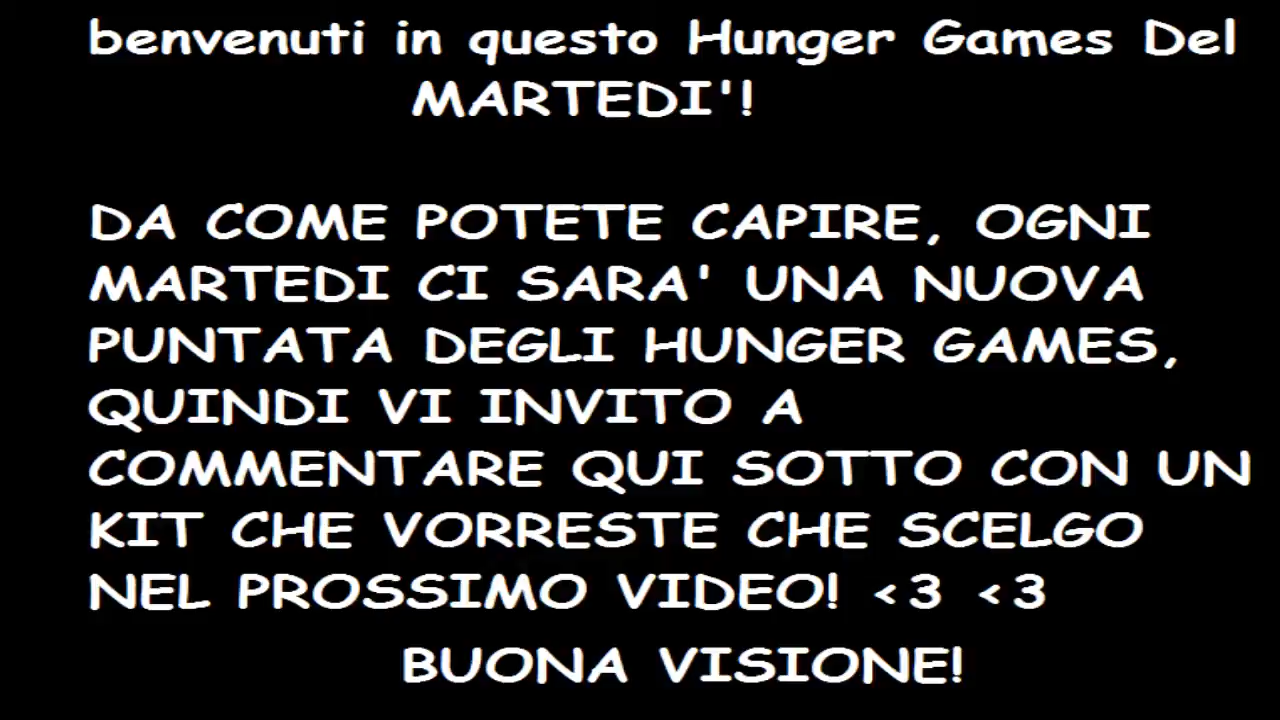 benvenuti in questo Hunger Games Del
MARTEDI'!
DA COME POTETE CAPIRE, OGNI
MARTEDI CI SARA' UNA NUOVA
PUNTATA DEGLI HUNGER GAMES,
QUINDI VI INVITO A
COMMENTARE QUI SOTTO CON UN
KIT CHE VORRESTE CHE SCELGO
NEL PROSSIMO VIDEO! <3 <3
BUONA VISIONE!